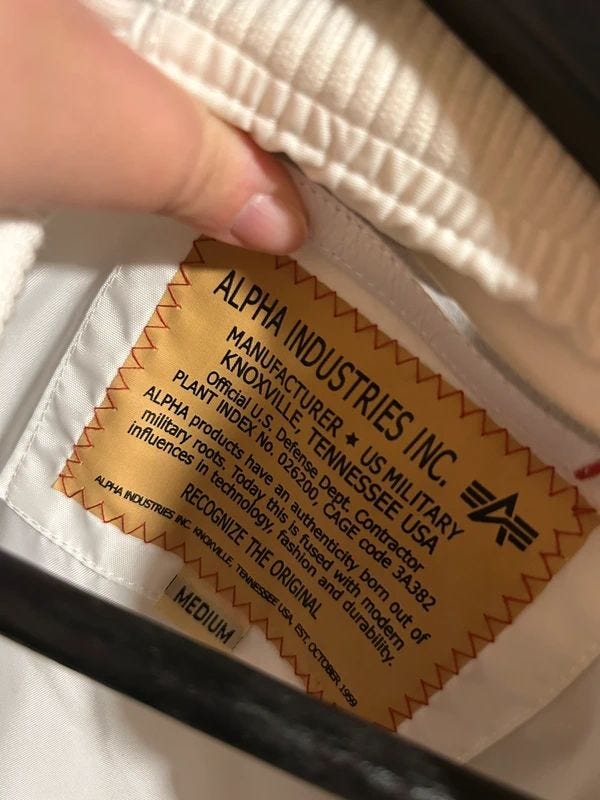 ALPHA INDUSTRIES INC.
MANUFACTURER ★ US MILITARY
KNOXVILLE, TENNESSEE USA
Official U.S. Defense Dept. Contractor
PLANT INDEX No. 026200, CAGE code 3A382
ALPHA products have an authenticity born out of
military roots. Today this is fused with modern
influences in technology, fashion and durability.
RECOGNIZE THE ORIGINAL
ALPHA INDUSTRIES INC. KNOXVILLE, TENNESSEE USA, EST. OCTOBER 1959
MEDIUM